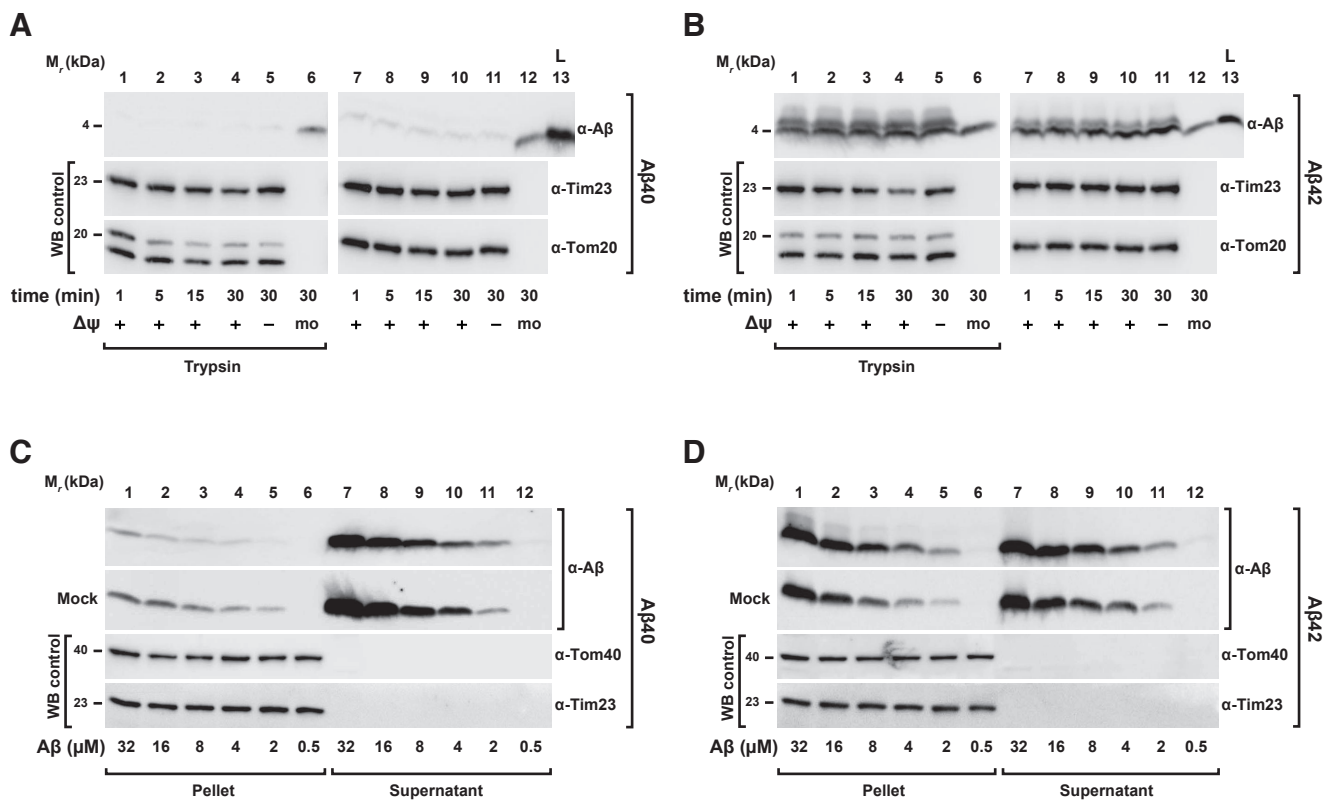 A
L
Mr (kDa) 1 2 3 4 5 6 7 8 9 10 11 12 13
4
α-Aβ
WB control
23
α-Tim23
20
α-Tom20
Aβ40
time (min) 1 5 15 30 30 30 1 5 15 30 30 30
Δψ + + + + – mo + + + + – mo
Trypsin
B
L
Mr (kDa) 1 2 3 4 5 6 7 8 9 10 11 12 13
4
α-Aβ
WB control
23
α-Tim23
20
α-Tom20
Aβ42
time (min) 1 5 15 30 30 30 1 5 15 30 30 30
Δψ + + + + – mo + + + + – mo
Trypsin
C
Mr (kDa) 1 2 3 4 5 6 7 8 9 10 11 12
α-Aβ
Mock
WB control
40
α-Tom40
23
α-Tim23
Aβ40
Aβ (µM) 32 16 8 4 2 0.5 32 16 8 4 2 0.5
Pellet Supernatant
D
Mr (kDa) 1 2 3 4 5 6 7 8 9 10 11 12
α-Aβ
Mock
WB control
40
α-Tom40
23
α-Tim23
Aβ42
Aβ (µM) 32 16 8 4 2 0.5 32 16 8 4 2 0.5
Pellet Supernatant